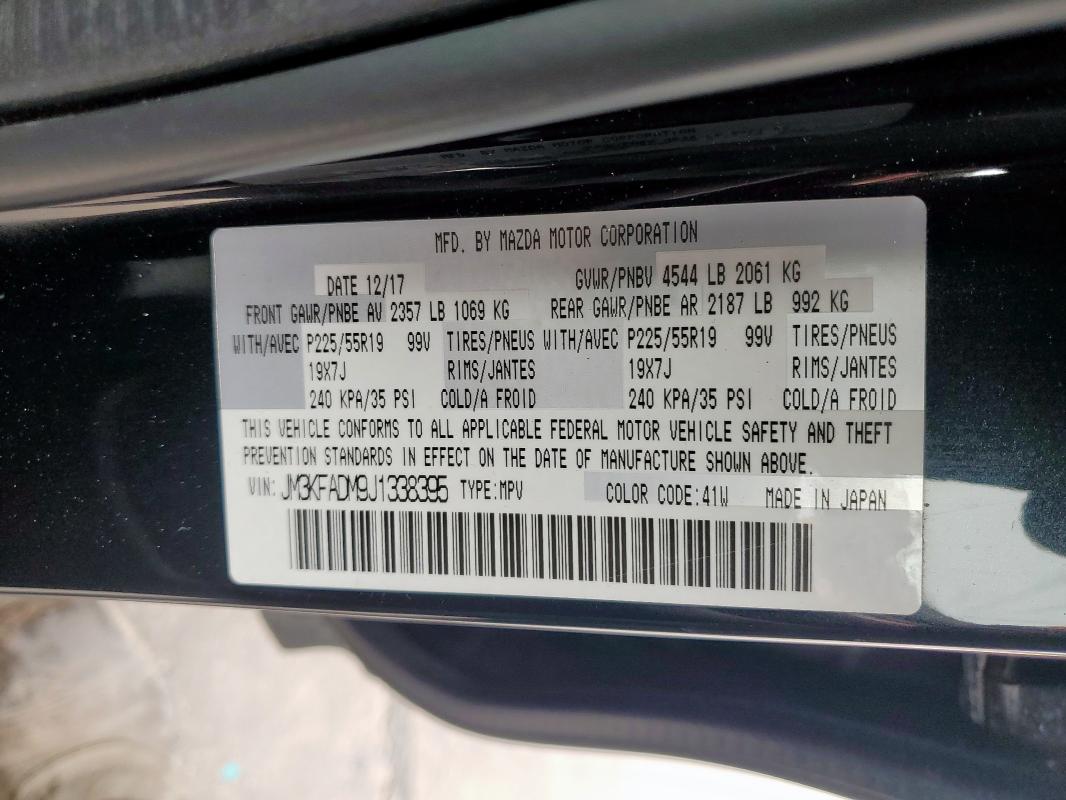 MFD. BY MAZDA MOTOR CORPORATION
DATE 12/17 GVWR/PNBV 4544 LB 2061 KG
FRONT GAWR/PNBE AV 2357 LB 1069 KG REAR GAWR/PNBE AR 2187 LB 992 KG
WITH/AVEC P225/55R19 99V TIRES/PNEUS WITH/AVEC P225/55R19 99V TIRES/PNEUS
19X7J RIMS/JANTES 19X7J RIMS/JANTES
240 KPA/35 PSI COLD/A FROID 240 KPA/35 PSI COLD/A FROID
THIS VEHICLE CONFORMS TO ALL APPLICABLE FEDERAL MOTOR VEHICLE SAFETY AND THEFT
PREVENTION STANDARDS IN EFFECT ON THE DATE OF MANUFACTURE SHOWN ABOVE.
VIN: JM3KFADM9J1338395 TYPE:MPV COLOR CODE:41W MADE IN JAPAN